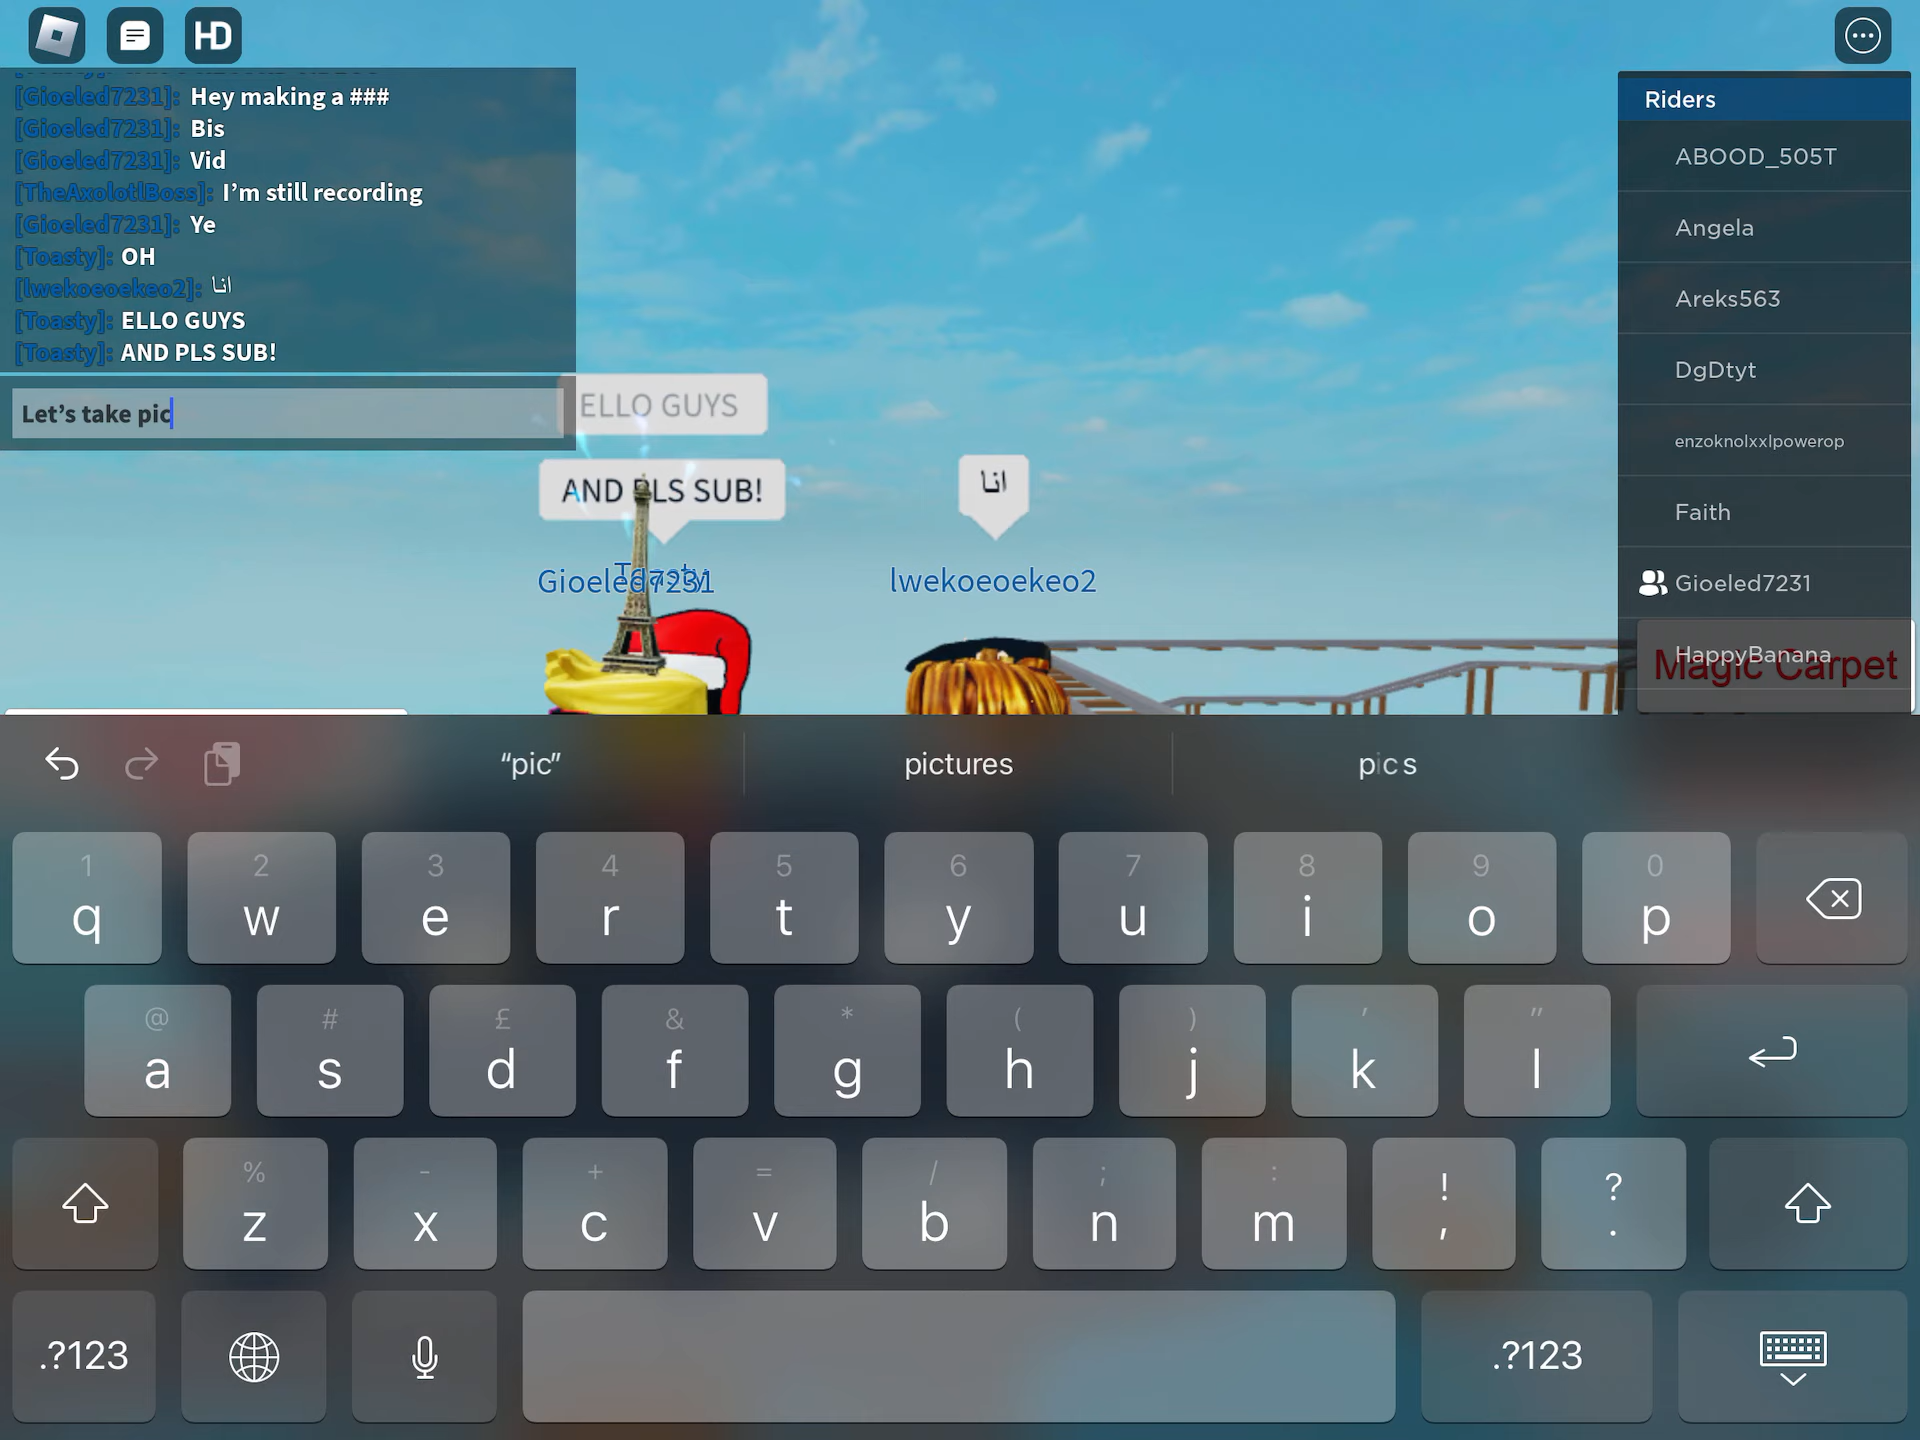 HD
[Gioeled7231]: Hey making a ###
[Gioeled7231]: Bis
[Gioeled7231]: Vid
[TheAxolotlBoss]: I’m still recording
[Gioeled7231]: Ye
[Toasty]: OH
[lwekoeoekeo2]: انا
[Toasty]: ELLO GUYS
[Toasty]: AND PLS SUB!
Let’s take pic
ELLO GUYS
AND PLS SUB!
انا
Toasty
Gioeled7231
lwekoeoekeo2
Riders
ABOOD_505T
Angela
Areks563
DgDtyt
enzoknolxxlpowerop
Faith
Gioeled7231
HappyBanana
Magic Carpet
“pic” pictures pics
1 2 3 4 5 6 7 8 9 0
q w e r t y u i o p
@ # £ & * ( ) ' "
a s d f g h j k l
% - + = / ; : ! ?
z x c v b n m , .
.?123 .?123